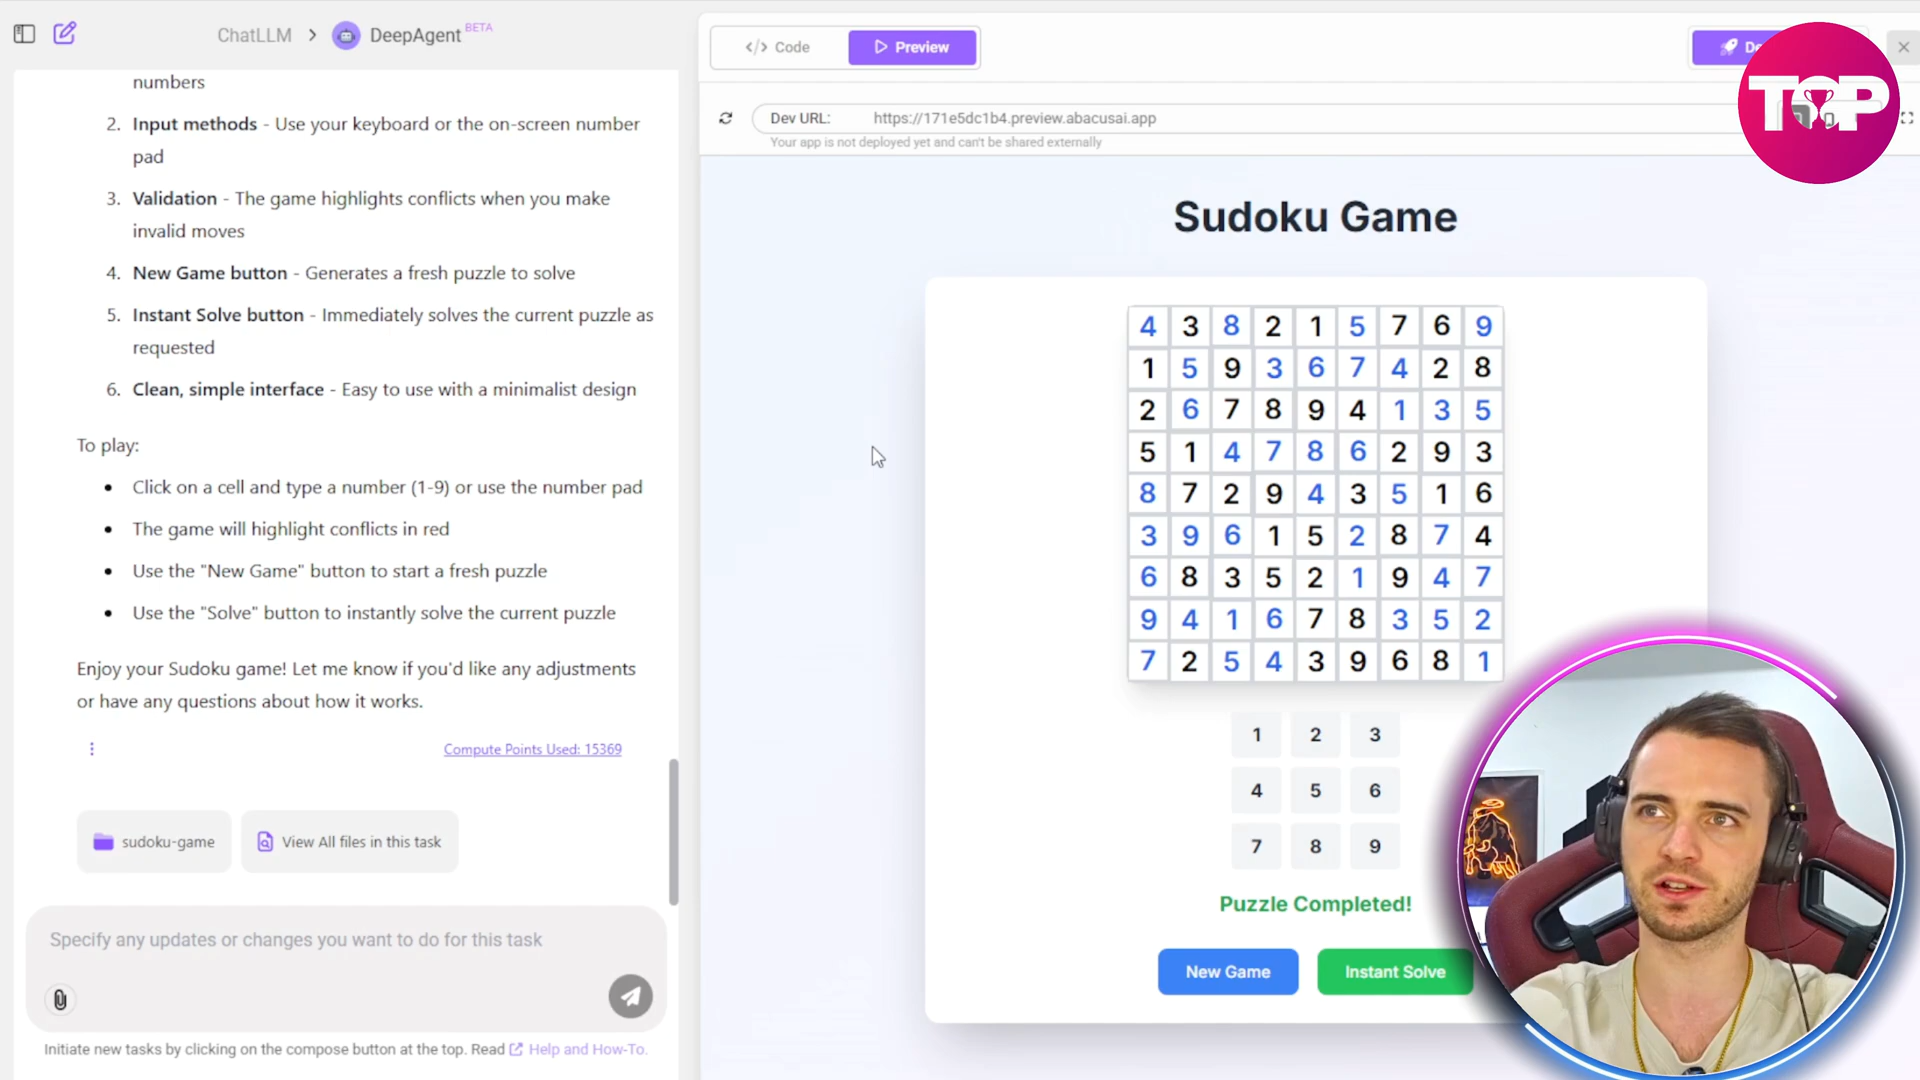 ChatLLM > DeepAgent BETA
numbers
2. Input methods - Use your keyboard or the on-screen number
pad
3. Validation - The game highlights conflicts when you make
invalid moves
4. New Game button - Generates a fresh puzzle to solve
5. Instant Solve button - Immediately solves the current puzzle as
requested
6. Clean, simple interface - Easy to use with a minimalist design
To play:
• Click on a cell and type a number (1-9) or use the number pad
• The game will highlight conflicts in red
• Use the "New Game" button to start a fresh puzzle
• Use the "Solve" button to instantly solve the current puzzle
Enjoy your Sudoku game! Let me know if you'd like any adjustments
or have any questions about how it works.
Compute Points Used: 15369
sudoku-game
View All files in this task
Specify any updates or changes you want to do for this task
Initiate new tasks by clicking on the compose button at the top. Read Help and How-To.
</> Code
Preview
TOP
Dev URL: https://171e5dc1b4.preview.abacusai.app
Your app is not deployed yet and can't be shared externally
Sudoku Game
4 3 8 2 1 5 7 6 9
1 5 9 3 6 7 4 2 8
2 6 7 8 9 4 1 3 5
5 1 4 7 8 6 2 9 3
8 7 2 9 4 3 5 1 6
3 9 6 1 5 2 8 7 4
6 8 3 5 2 1 9 4 7
9 4 1 6 7 8 3 5 2
7 2 5 4 3 9 6 8 1
1 2 3
4 5 6
7 8 9
Puzzle Completed!
New Game
Instant Solve